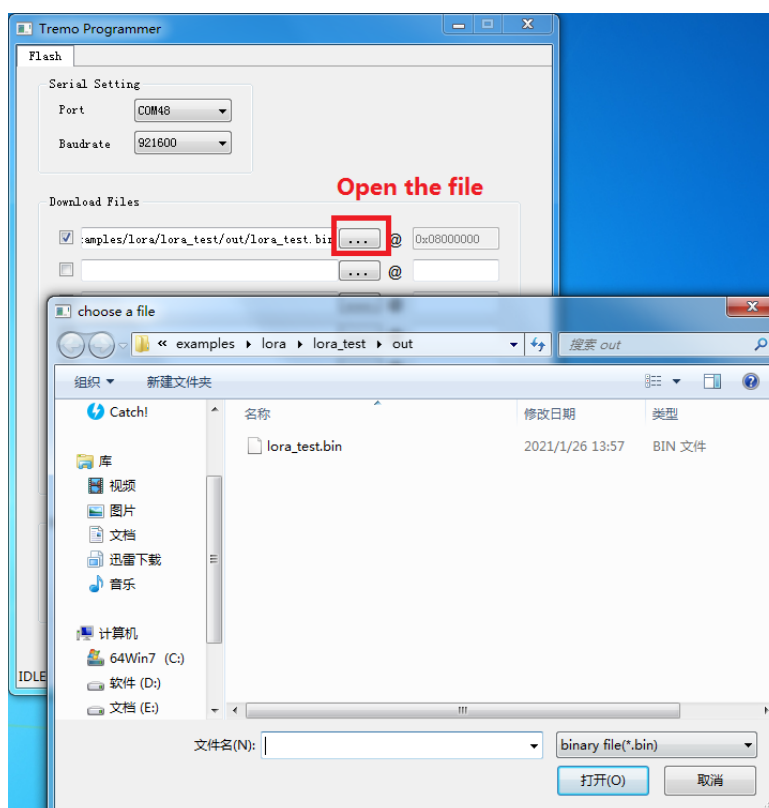 Tremo Programmer
Flash
Serial Setting
Port COM48
Baudrate 921600
Open the file
Download Files
:amples/lora/lora_test/out/lora_test.bin ... @ 0x08000000
... @
choose a file
« examples lora lora_test out 搜索 out
组织 新建文件夹
Catch! 名称 修改日期 类型
lora_test.bin 2021/1/26 13:57 BIN 文件
库
视频
图片
文档
迅雷下载
音乐
计算机
64Win7 (C:)
软件 (D:)
文档 (E:)
IDLE
文件名(N): binary file(*.bin)
打开(O) 取消